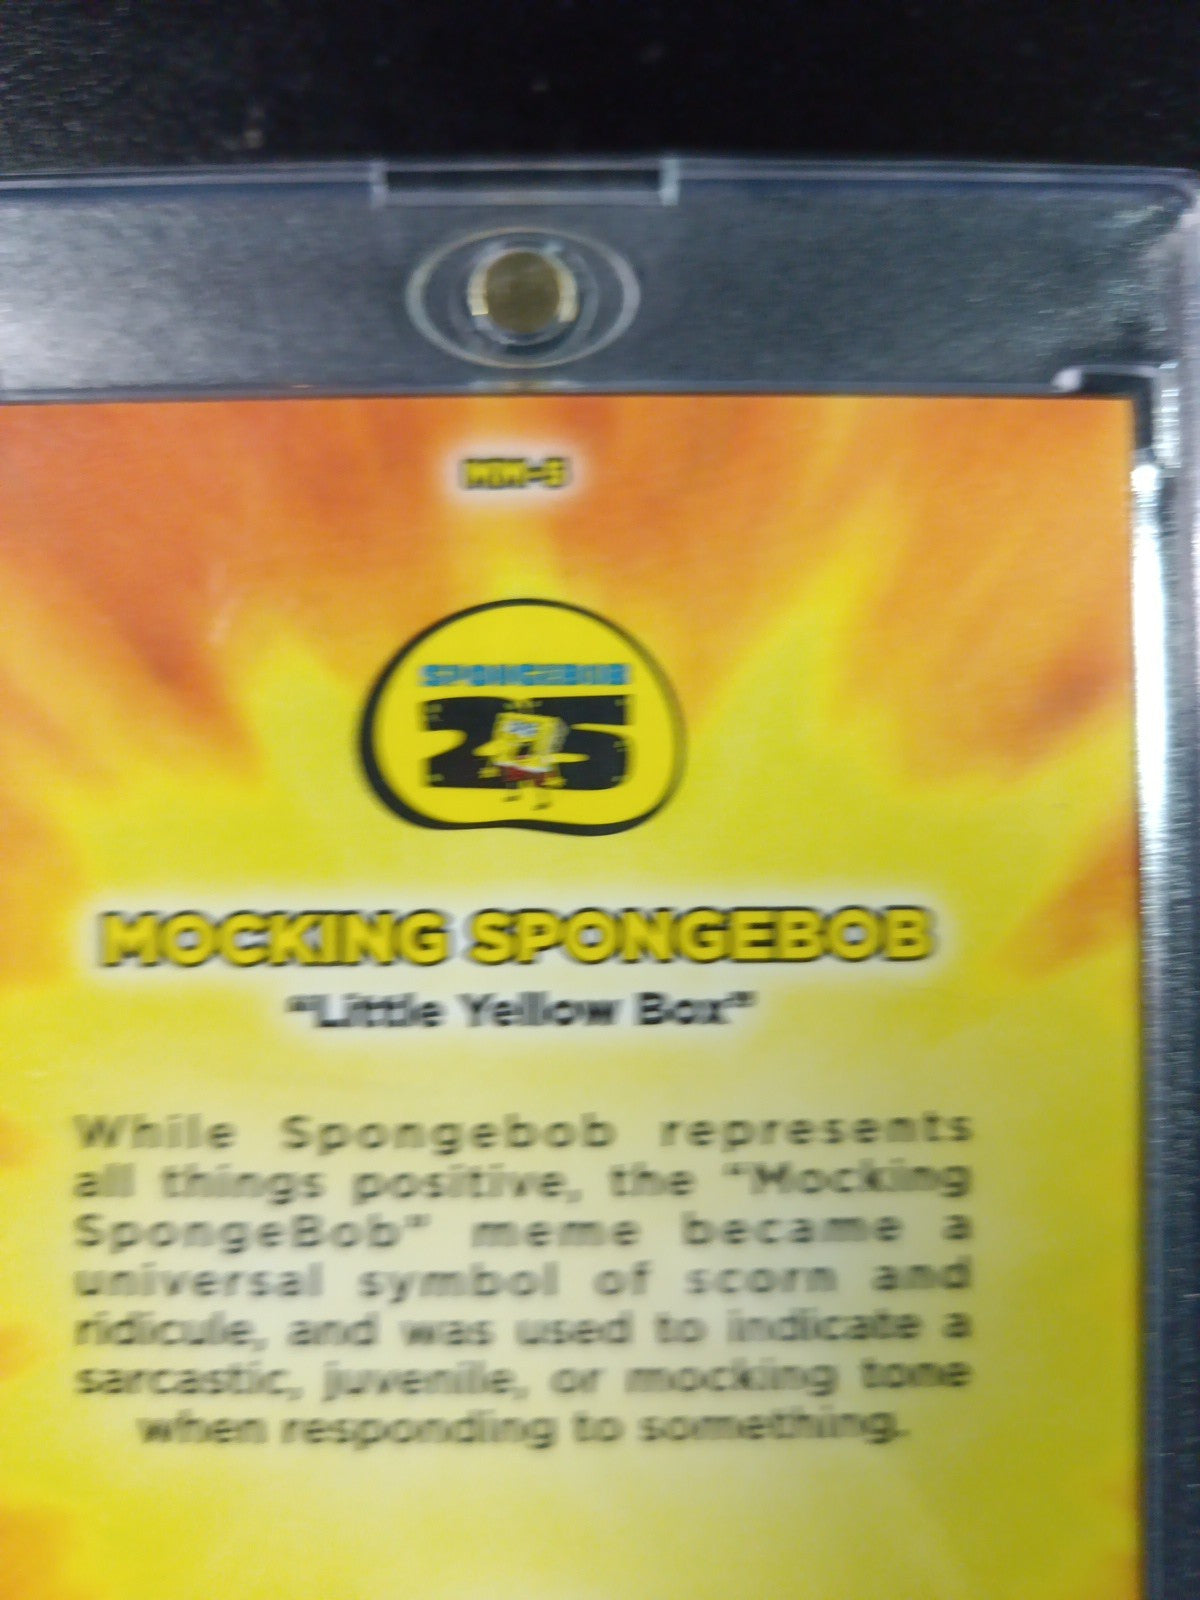 SPONGEBOB
25
MOCKING SPONGEBOB
"Little Yellow Box"
While Spongebob represents
all things positive, the "Mocking
SpongeBob" meme became a
universal symbol of scorn and
ridicule, and was used to indicate a
sarcastic, juvenile, or mocking tone
when responding to something.